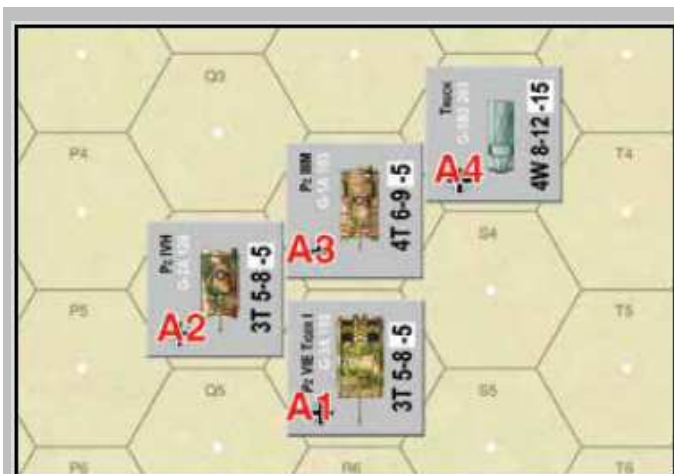 Q3
P4
T4
TRUCK
A4
4W 8-12 -15
PZ IIIM
A3
4T 6-9 -5
S4
PZ IVH
A2
3T 5-8 -5
P5
T5
PZ VIE TIGER I
A1
3T 5-8 -5
Q5
S5
P6
R6
T6